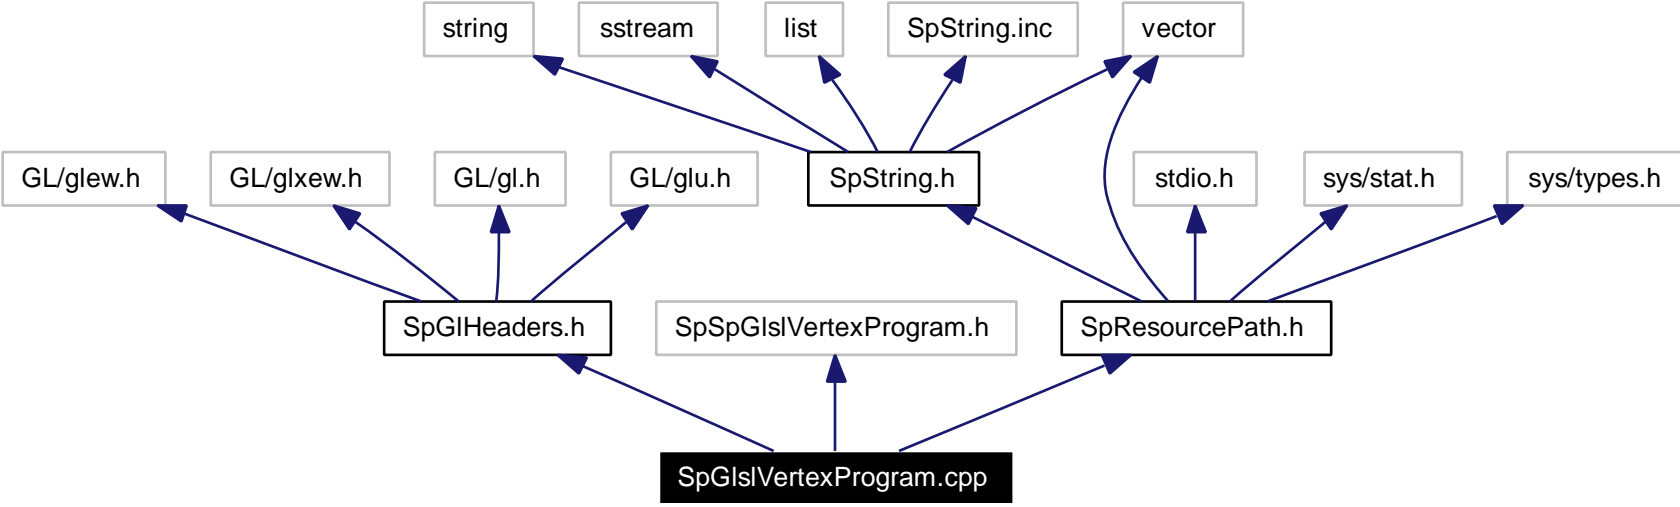 string
sstream
list
SpString.inc
vector
GL/glew.h
GL/glxew.h
GL/gl.h
GL/glu.h
SpString.h
stdio.h
sys/stat.h
sys/types.h
SpGlHeaders.h
SpSpGlslVertexProgram.h
SpResourcePath.h
SpGlslVertexProgram.cpp